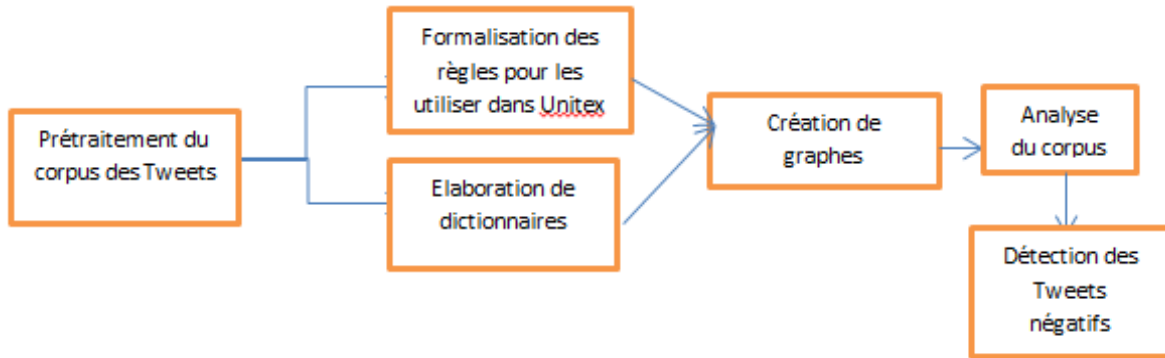 Prétraitement du
corpus des Tweets
Formalisation des
règles pour les
utiliser dans Unitex
Elaboration de
dictionnaires
Création de
graphes
Analyse
du corpus
Détection des
Tweets
négatifs